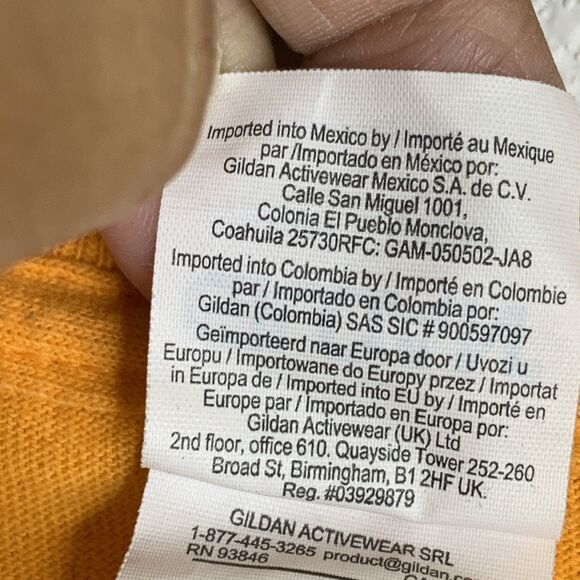 Imported into Mexico by / Importé au Mexique
par /Importado en México por:
Gildan Activewear Mexico S.A. de C.V.
Calle San Miguel 1001,
Colonia El Pueblo Monclova,
Coahuila 25730RFC: GAM-050502-JA8
Imported into Colombia by / Importé en Colombie
par / Importado en Colombia por:
Gildan (Colombia) SAS SIC # 900597097
Geïmporteerd naar Europa door / Uvozi u
Europu / Importowane do Europy przez / Importat
in Europa de / Imported into EU by / Importé en
Europe par / Importado en Europa por:
Gildan Activewear (UK) Ltd
2nd floor, office 610. Quayside Tower 252-260
Broad St, Birmingham, B1 2HF UK.
Reg. #03929879
GILDAN ACTIVEWEAR SRL
1-877-445-3265 product@gildan.co
RN 93846